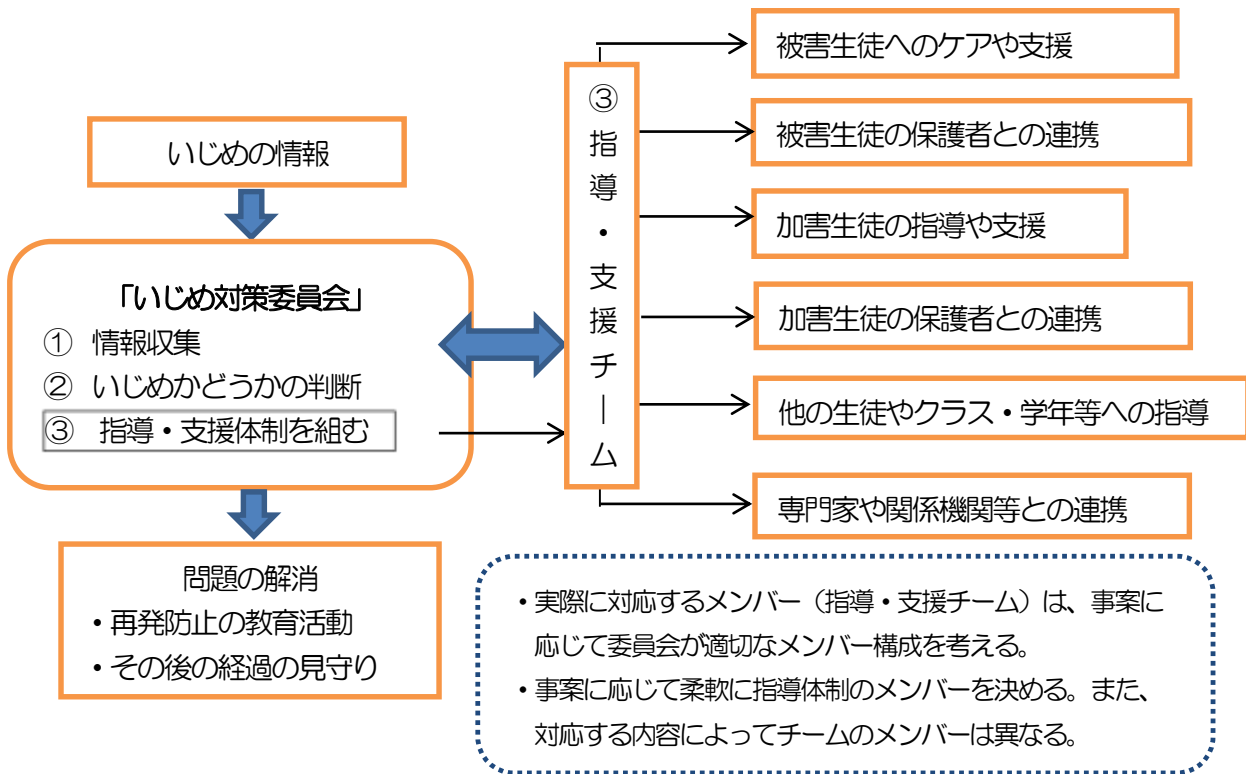 いじめの情報
「いじめ対策委員会」
① 情報収集
② いじめかどうかの判断
③ 指導・支援体制を組む
問題の解消
・再発防止の教育活動
・その後の経過の見守り
③指導・支援チーム
被害生徒へのケアや支援
被害生徒の保護者との連携
加害生徒の指導や支援
加害生徒の保護者との連携
他の生徒やクラス・学年等への指導
専門家や関係機関等との連携
・実際に対応するメンバー（指導・支援チーム）は、事案に
応じて委員会が適切なメンバー構成を考える。
・事案に応じて柔軟に指導体制のメンバーを決める。また、
対応する内容によってチームのメンバーは異なる。